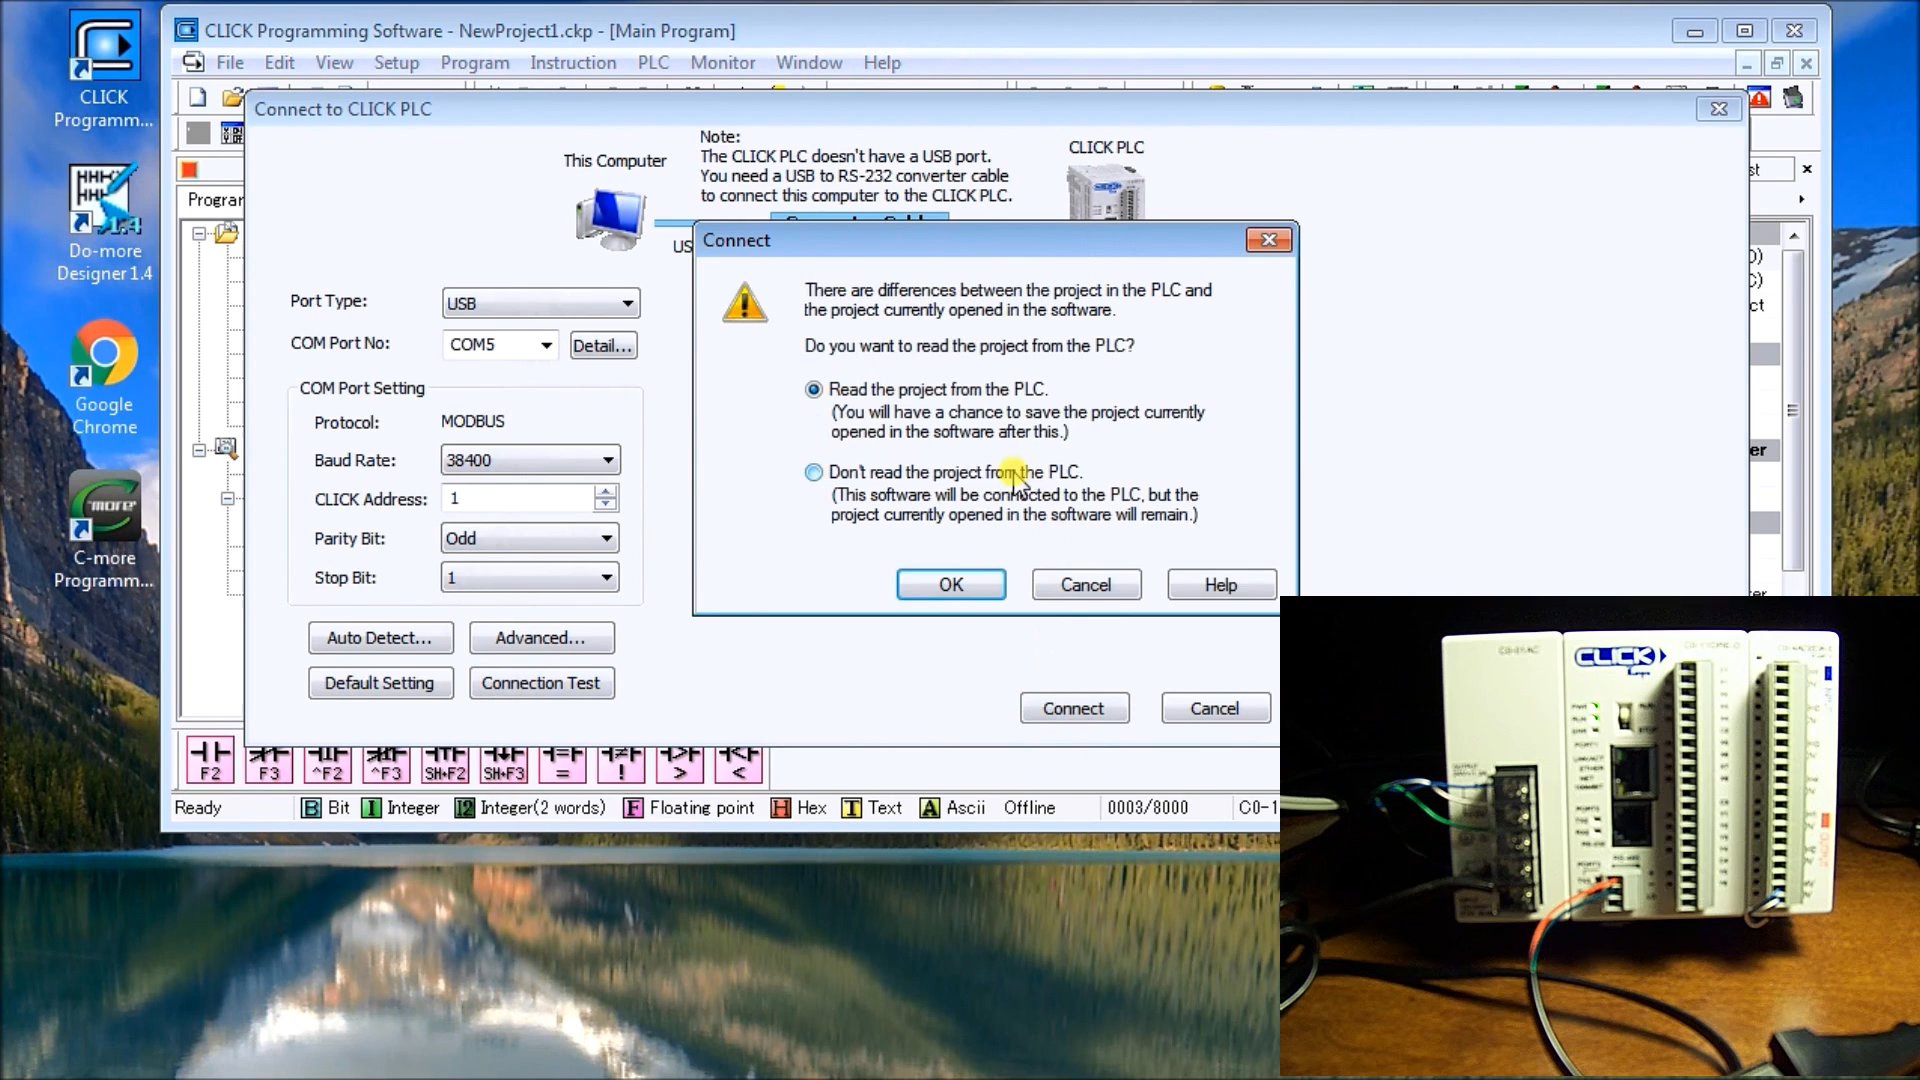 CLICK Programming Software - NewProject1.ckp - [Main Program]
File Edit View Setup Program Instruction PLC Monitor Window Help
CLICK
Programm...
Do-more
Designer 1.4
Google
Chrome
C-more
Programm...
Connect to CLICK PLC
This Computer
Note:
The CLICK PLC doesn't have a USB port.
You need a USB to RS-232 converter cable
to connect this computer to the CLICK PLC.
CLICK PLC
Port Type: USB
COM Port No: COM5 Detail...
COM Port Setting
Protocol: MODBUS
Baud Rate: 38400
CLICK Address: 1
Parity Bit: Odd
Stop Bit: 1
Auto Detect... Advanced...
Default Setting Connection Test
Connect Cancel
Connect
There are differences between the project in the PLC and
the project currently opened in the software.
Do you want to read the project from the PLC?
Read the project from the PLC.
(You will have a chance to save the project currently
opened in the software after this.)
Don't read the project from the PLC.
(This software will be connected to the PLC, but the
project currently opened in the software will remain.)
OK Cancel Help
F2 F3 ^F2 ^F3 SH+F2 SH+F3 = ! > <
Ready B Bit I Integer I2 Integer(2 words) F Floating point H Hex T Text A Ascii Offline 0003/8000 C0-1
CLICK